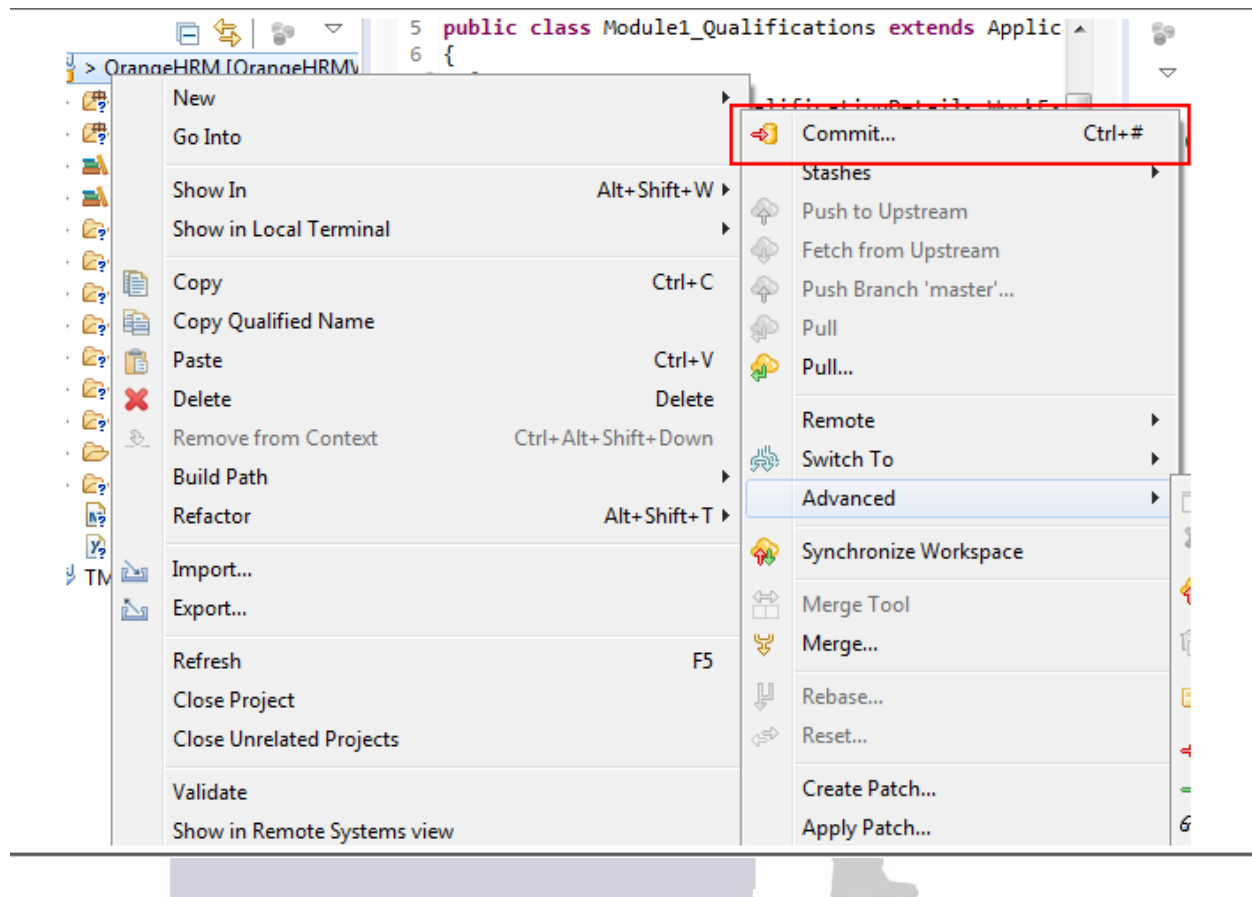 5 public class Module1_Qualifications extends Applic
6 {
> OrangeHRM [OrangeHRMW
New
Go Into
Show In Alt+Shift+W
Show in Local Terminal
Copy Ctrl+C
Copy Qualified Name
Paste Ctrl+V
Delete Delete
Remove from Context Ctrl+Alt+Shift+Down
Build Path
Refactor Alt+Shift+T
Import...
Export...
Refresh F5
Close Project
Close Unrelated Projects
Validate
Show in Remote Systems view
TM
Commit... Ctrl+#
Stashes
Push to Upstream
Fetch from Upstream
Push Branch 'master'...
Pull
Pull...
Remote
Switch To
Advanced
Synchronize Workspace
Merge Tool
Merge...
Rebase...
Reset...
Create Patch...
Apply Patch...